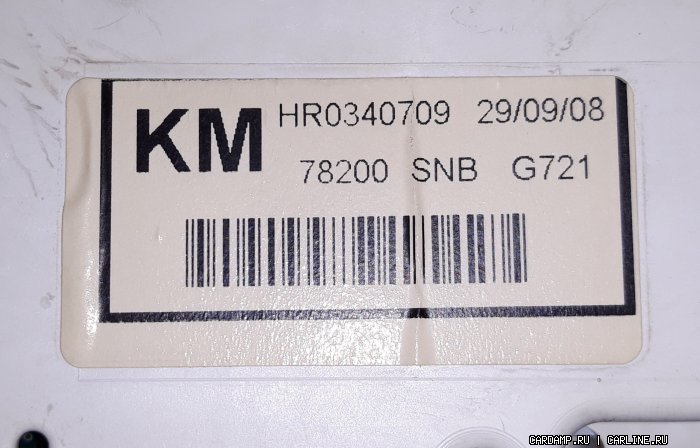 KM HR0340709 29/09/08
78200 SNB G721
CARDAMP.RU | CARLINE.RU